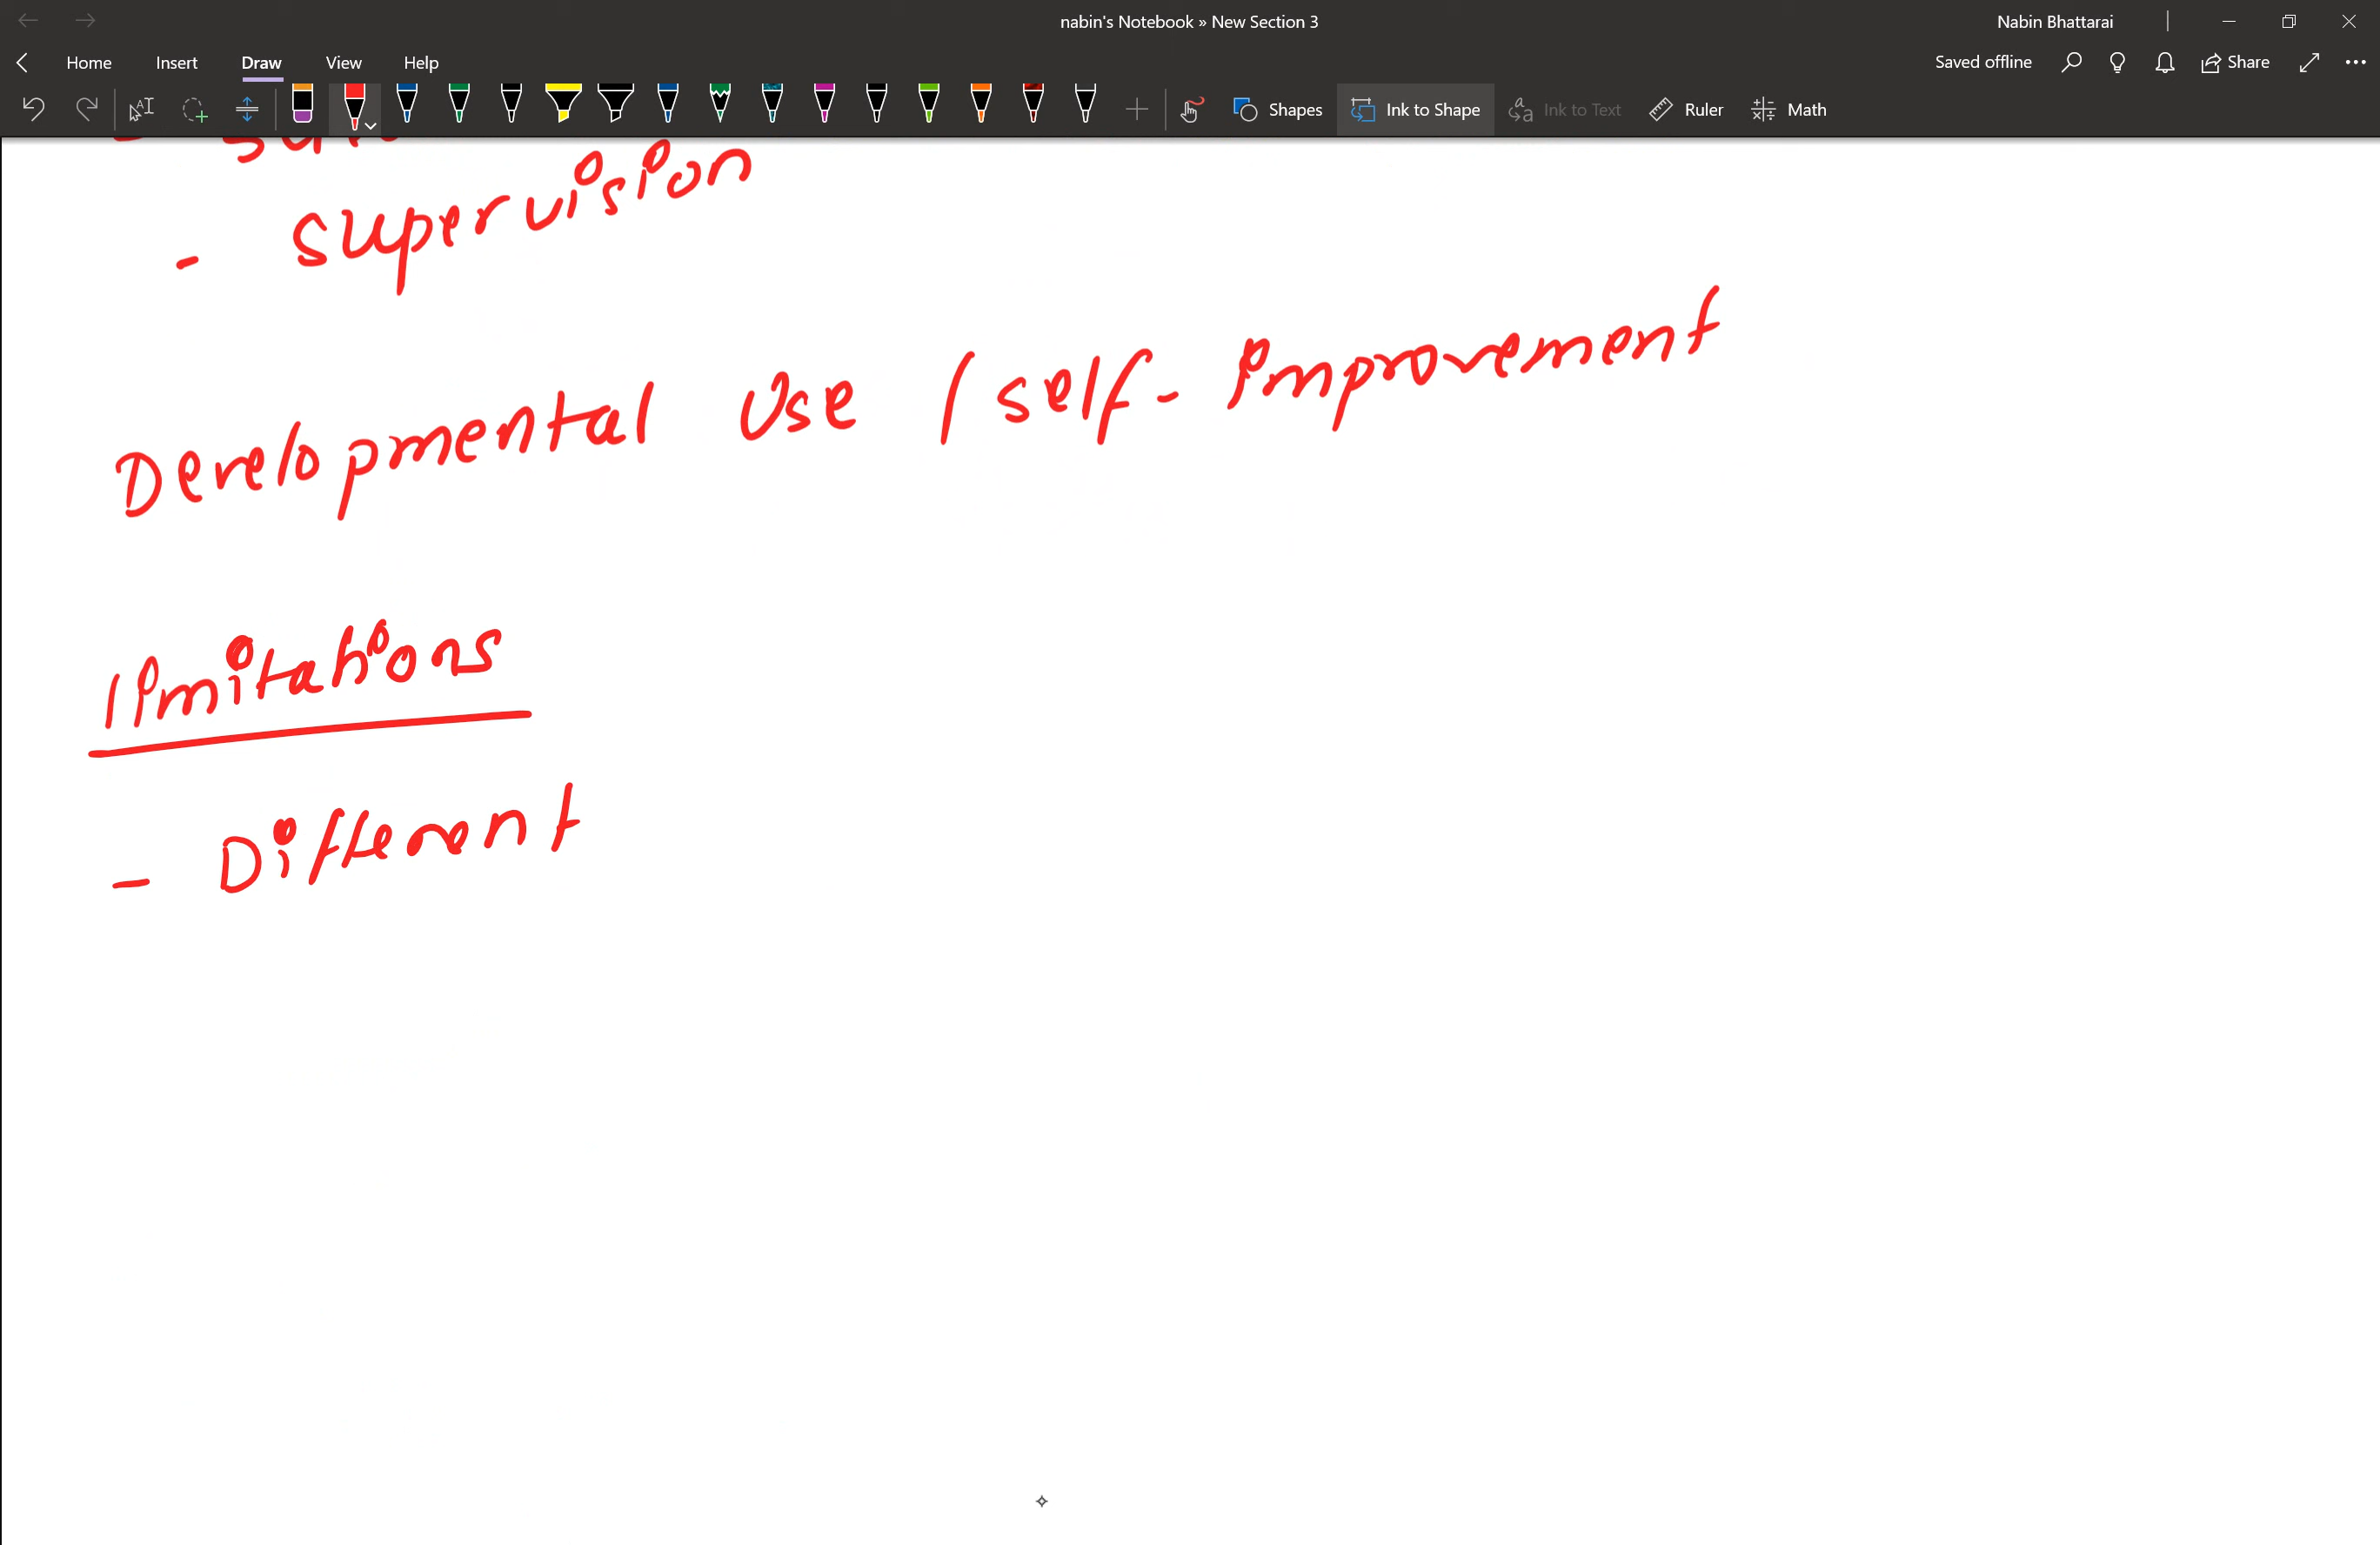 nabin's Notebook » New Section 3
Nabin Bhattarai
Home Insert Draw View Help
Saved offline
Share
Shapes Ink to Shape Ink to Text Ruler Math
- supervision
Developmental Use / self-improvement
limitations
- Different